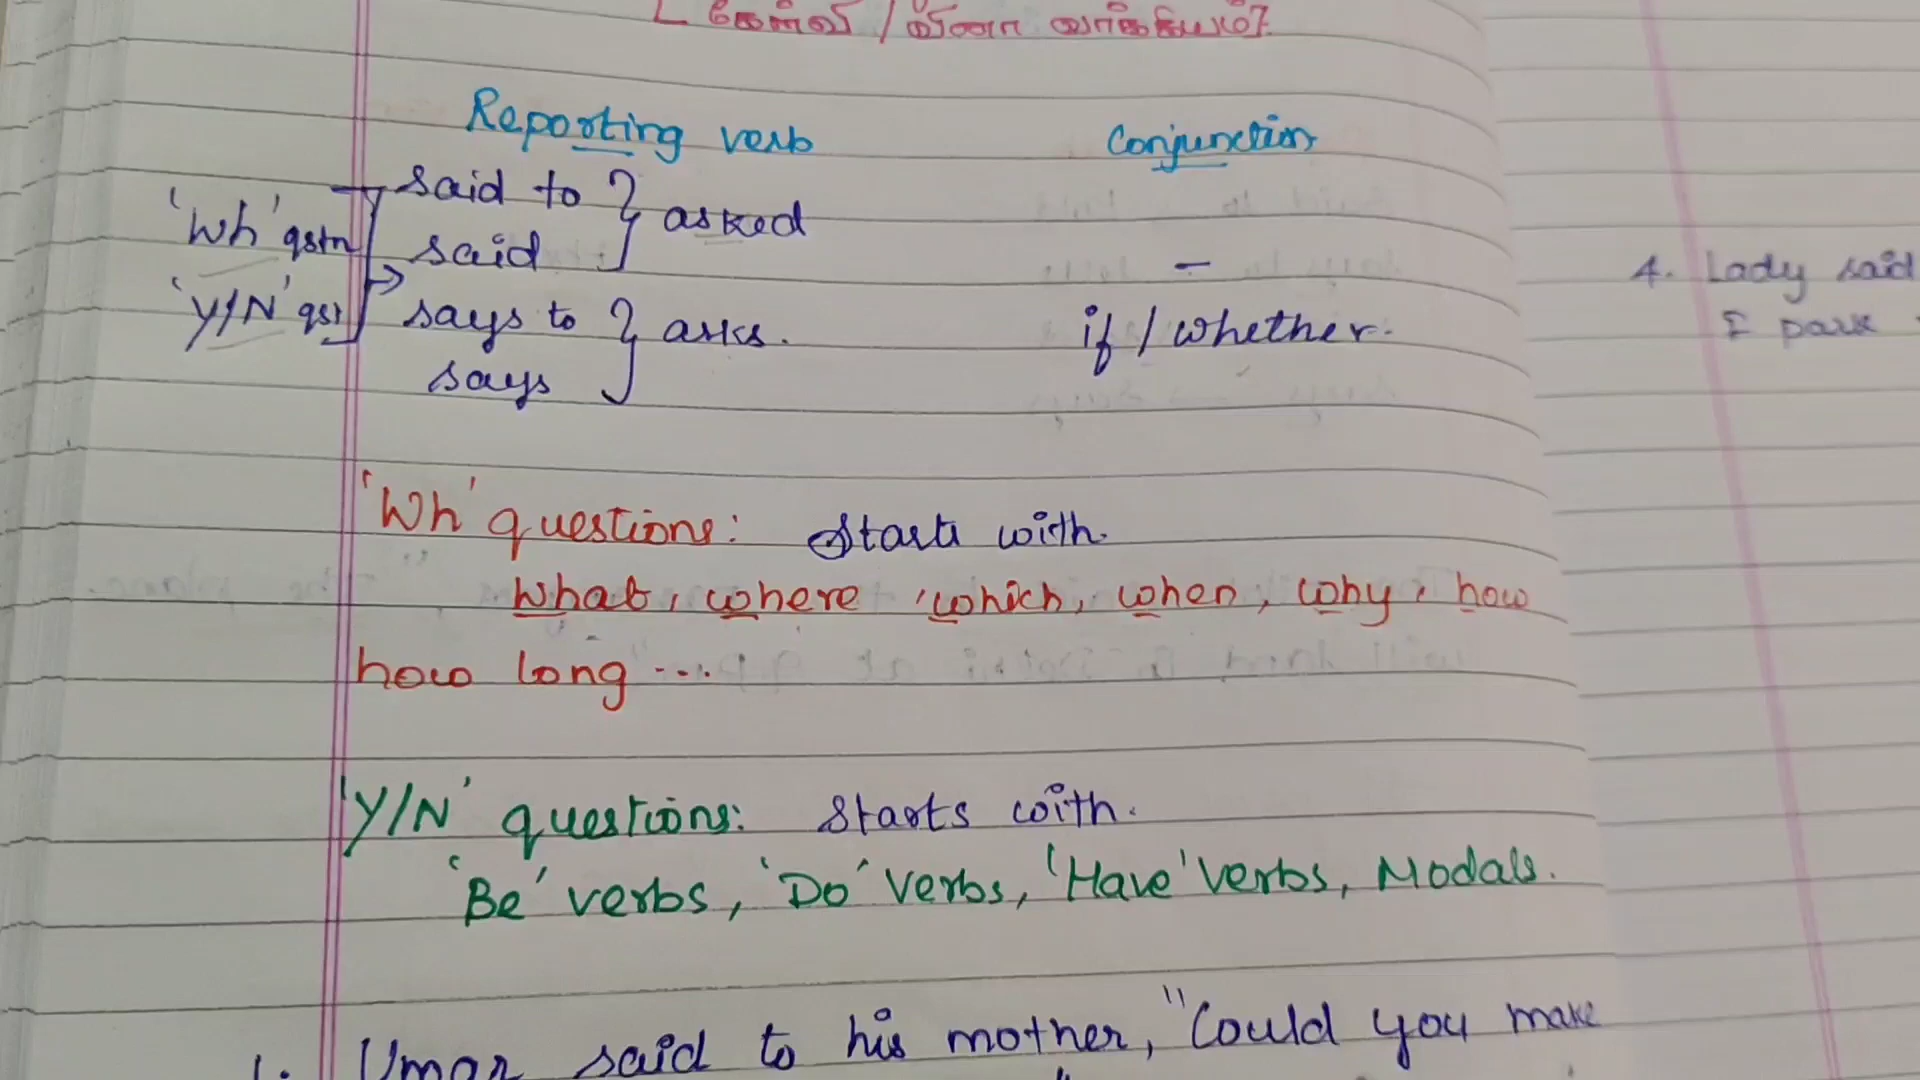 கேள்வி / வினா வாக்கியம்
Reporting verb Conjunction
'Wh' qstn said to } asked -
said
'Y/N' qst says to } asks. if / whether.
says
'Wh' questions: Starts with.
What, where, which, when, why, how
how long ...
'Y/N' questions: Starts with.
'Be' verbs, 'Do' verbs, 'Have' verbs, Modals.
1. Umar said to his mother, "Could you make
4. Lady said
I park